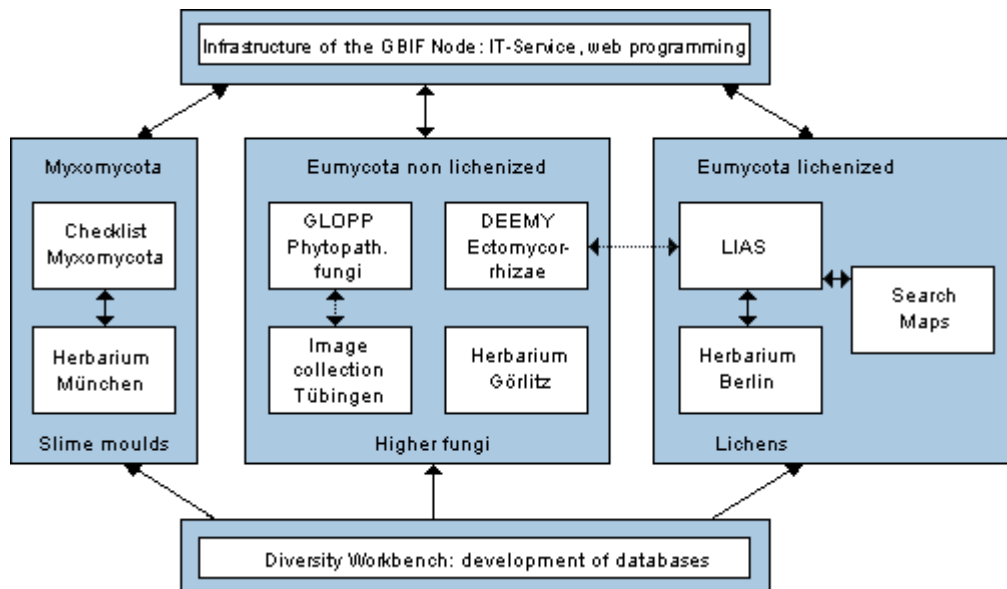 Infrastructure of the GBIF Node: IT-Service, web programming
Myxomycota
Checklist
Myxomycota
Herbarium
München
Slime moulds
Eumycota non lichenized
GLOPP
Phytopath.
fungi
DEEMY
Ectomycor-
rhizae
Image
collection
Tübingen
Herbarium
Görlitz
Higher fungi
Eumycota lichenized
LIAS
Search
Maps
Herbarium
Berlin
Lichens
Diversity Workbench: development of databases